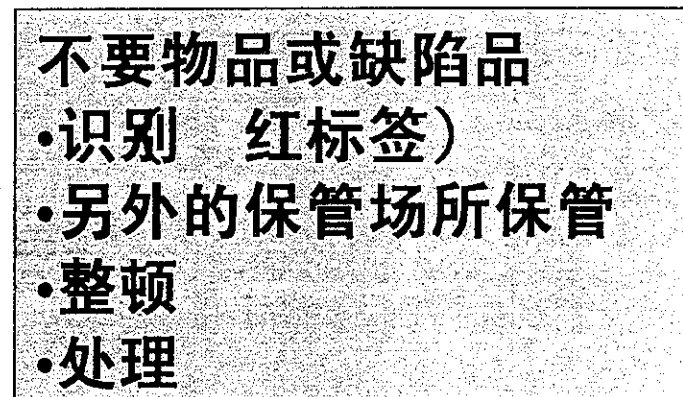 不要物品或缺陷品
•识别 红标签）
•另外的保管场所保管
•整顿
•处理